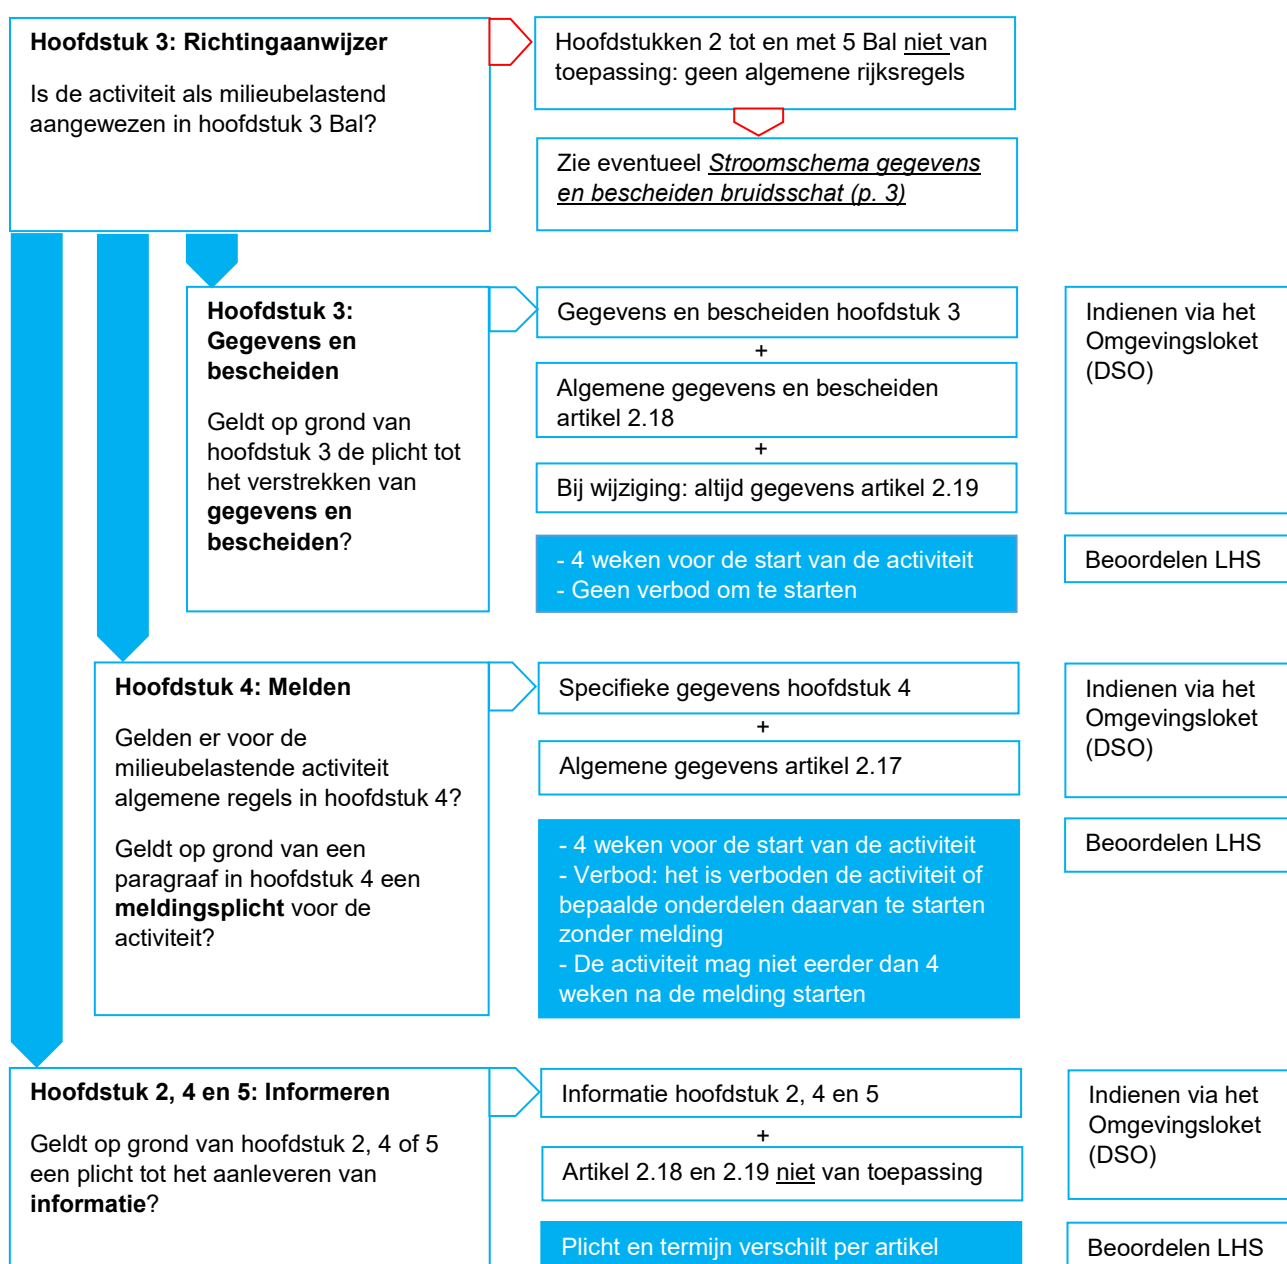 Hoofdstuk 3: Richtingaanwijzer
Is de activiteit als milieubelastend
aangewezen in hoofdstuk 3 Bal?
Hoofdstukken 2 tot en met 5 Bal niet van
toepassing: geen algemene rijksregels
Zie eventueel Stroomschema gegevens
en bescheiden bruidsschat (p. 3)
Hoofdstuk 3:
Gegevens en
bescheiden
Geldt op grond van
hoofdstuk 3 de plicht tot
het verstrekken van
gegevens en
bescheiden?
Gegevens en bescheiden hoofdstuk 3
+
Algemene gegevens en bescheiden
artikel 2.18
+
Bij wijziging: altijd gegevens artikel 2.19
- 4 weken voor de start van de activiteit
- Geen verbod om te starten
Indienen via het
Omgevingsloket
(DSO)
Beoordelen LHS
Hoofdstuk 4: Melden
Gelden er voor de
milieubelastende activiteit
algemene regels in hoofdstuk 4?
Geldt op grond van een
paragraaf in hoofdstuk 4 een
meldingsplicht voor de
activiteit?
Specifieke gegevens hoofdstuk 4
+
Algemene gegevens artikel 2.17
- 4 weken voor de start van de activiteit
- Verbod: het is verboden de activiteit of
bepaalde onderdelen daarvan te starten
zonder melding
- De activiteit mag niet eerder dan 4
weken na de melding starten
Indienen via het
Omgevingsloket
(DSO)
Beoordelen LHS
Hoofdstuk 2, 4 en 5: Informeren
Geldt op grond van hoofdstuk 2, 4 of 5
een plicht tot het aanleveren van
informatie?
Informatie hoofdstuk 2, 4 en 5
+
Artikel 2.18 en 2.19 niet van toepassing
Plicht en termijn verschilt per artikel
Indienen via het
Omgevingsloket
(DSO)
Beoordelen LHS